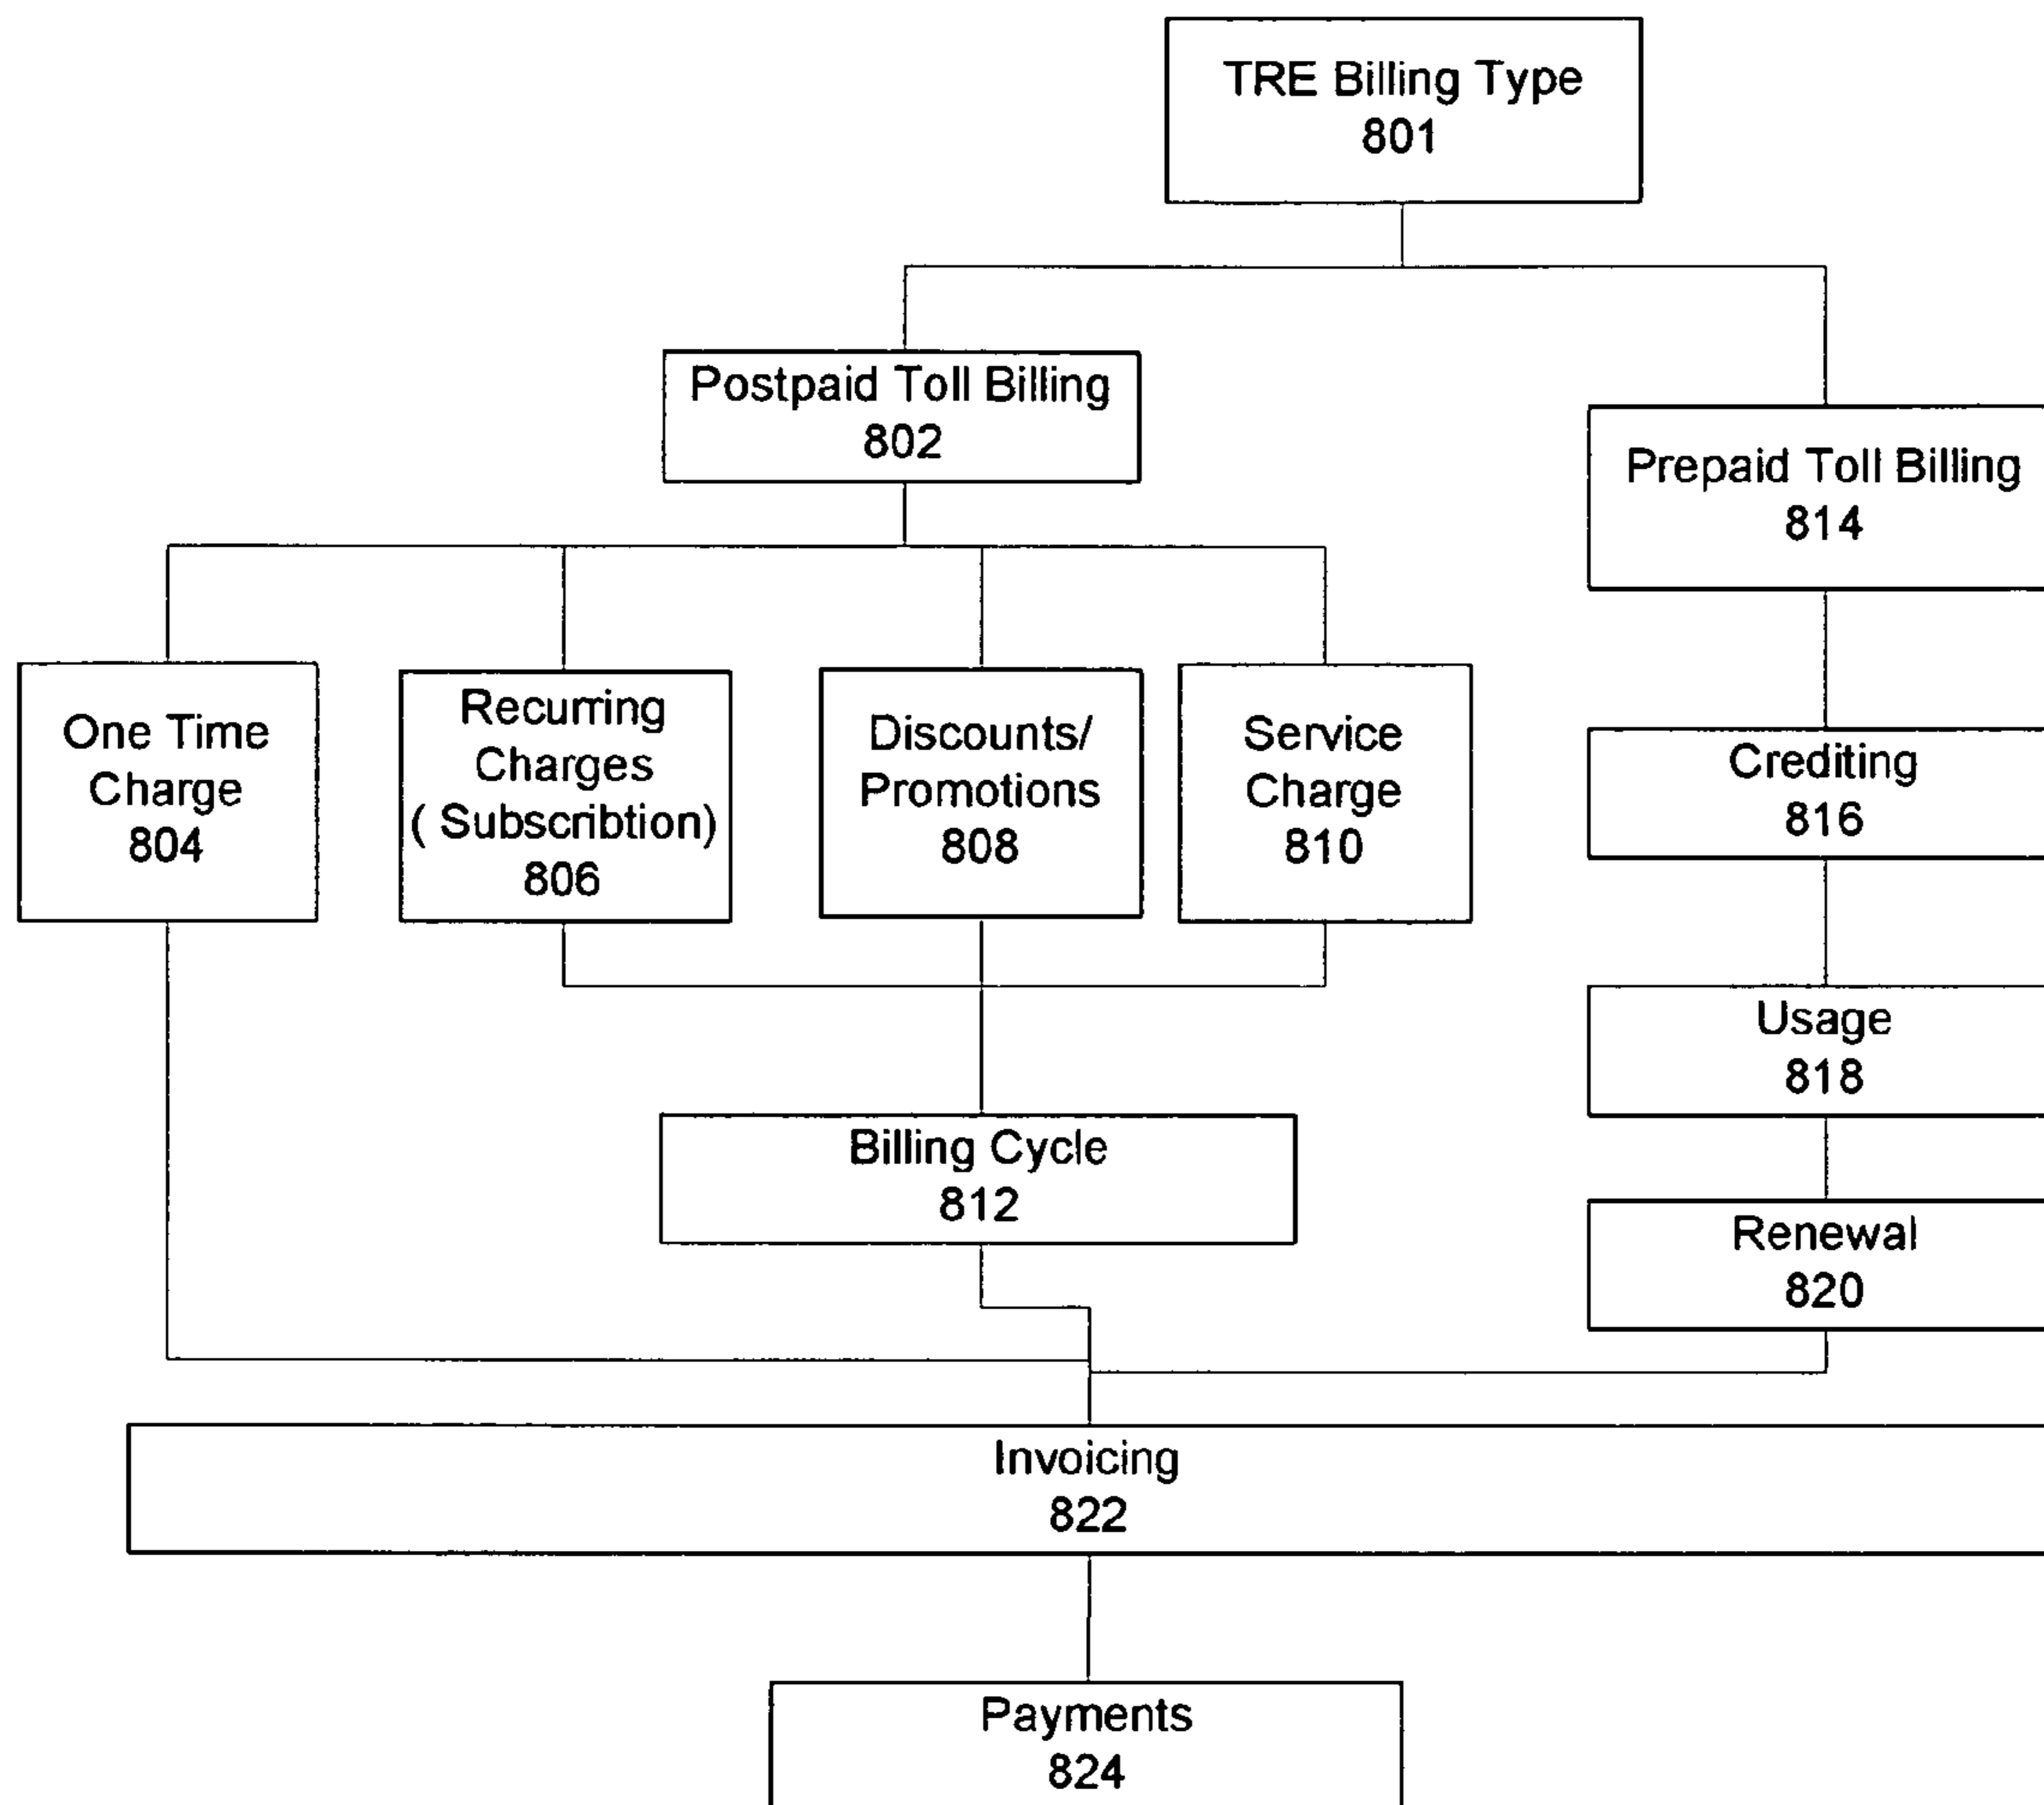 TRE Billing Type
801
Postpaid Toll Billing
802
Prepaid Toll Billing
814
One Time
Charge
804
Recurring
Charges
( Subscribtion)
806
Discounts/
Promotions
808
Service
Charge
810
Crediting
816
Usage
818
Billing Cycle
812
Renewal
820
Invoicing
822
Payments
824